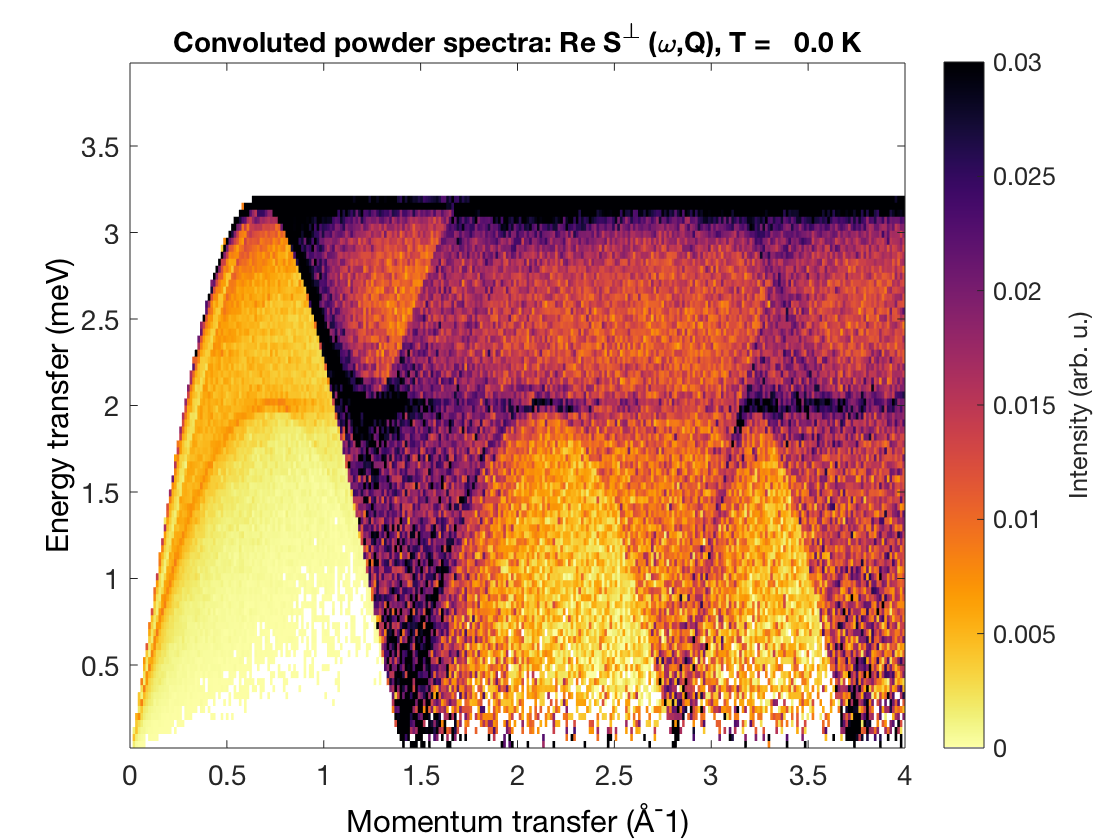 Convoluted powder spectra: Re S⊥ (ω,Q), T = 0.0 K
Energy transfer (meV)
3.5
3
2.5
2
1.5
1
0.5
0 0.5 1 1.5 2 2.5 3 3.5 4
Momentum transfer (Å-1)
0.03
0.025
0.02
0.015
0.01
0.005
0
Intensity (arb. u.)